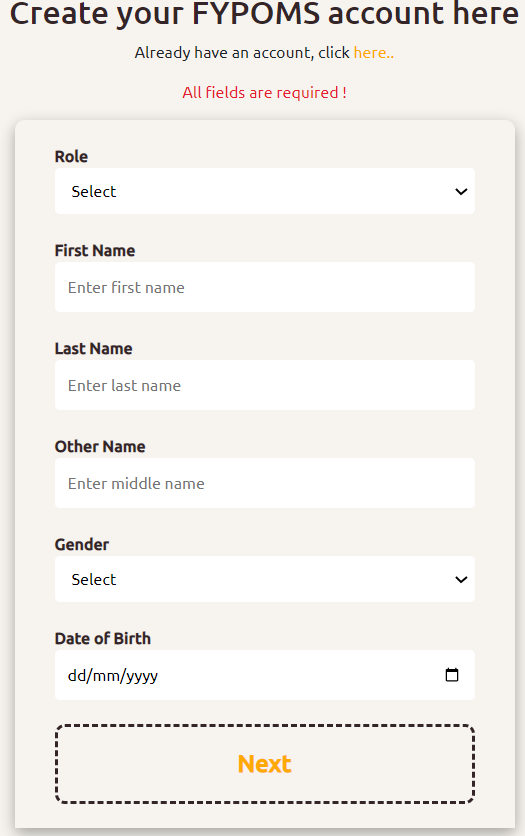 Create your FYPOMS account here
Already have an account, click here..
All fields are required !
Role
Select
First Name
Enter first name
Last Name
Enter last name
Other Name
Enter middle name
Gender
Select
Date of Birth
dd/mm/yyyy
Next